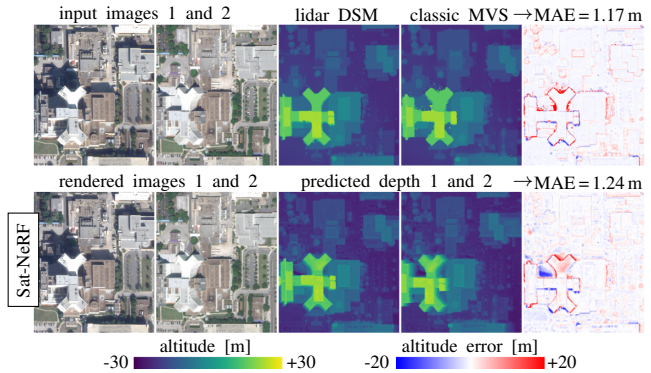 input images 1 and 2 lidar DSM classic MVS →MAE = 1.17 m
rendered images 1 and 2 predicted depth 1 and 2 →MAE = 1.24 m
Sat-NeRF
altitude [m] altitude error [m]
-30 +30 -20 +20